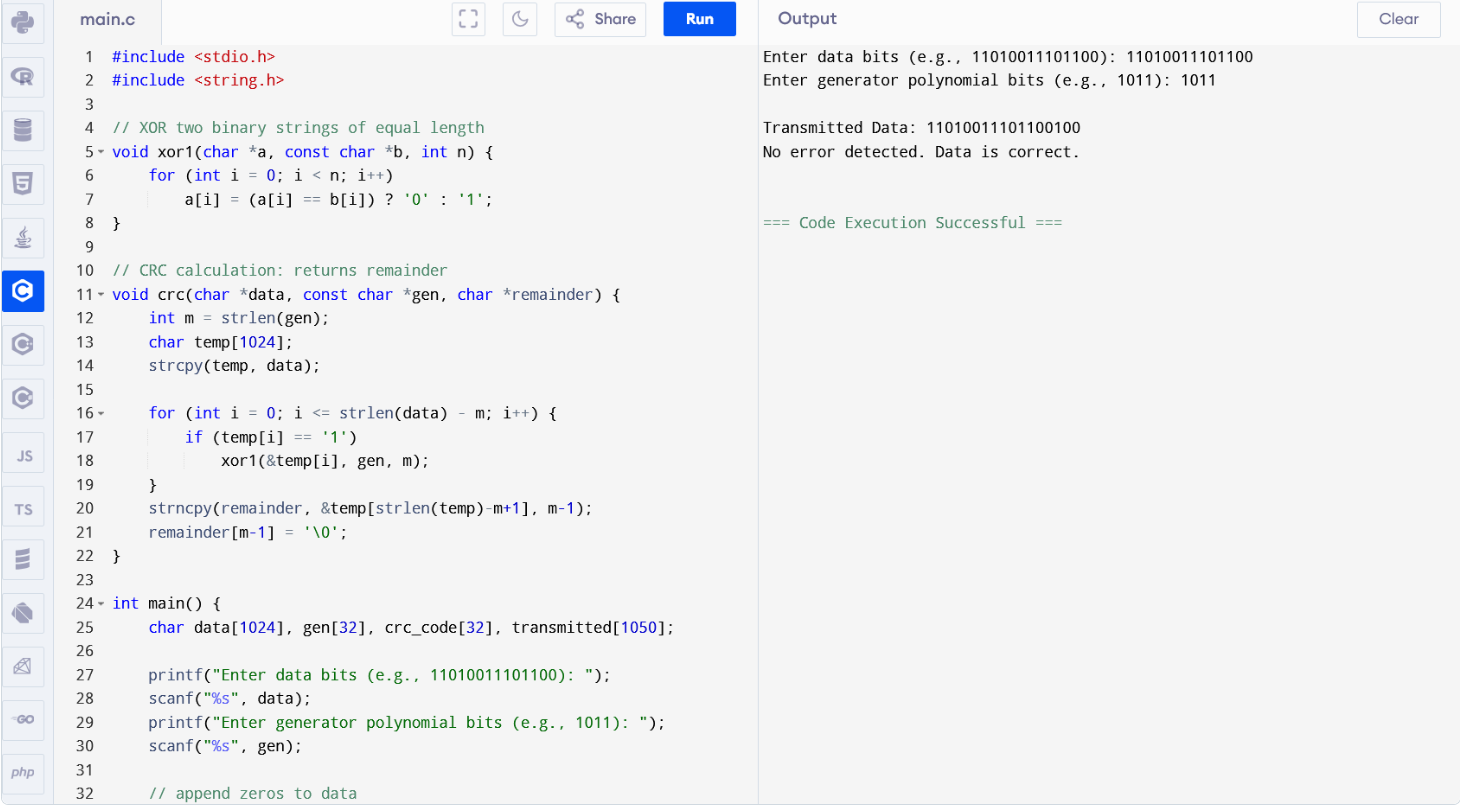 main.c
Share
Run
Output
Clear
1 #include <stdio.h>
2 #include <string.h>
3
4 // XOR two binary strings of equal length
5 void xor1(char *a, const char *b, int n) {
6     for (int i = 0; i < n; i++)
7         a[i] = (a[i] == b[i]) ? '0' : '1';
8 }
9
10 // CRC calculation: returns remainder
11 void crc(char *data, const char *gen, char *remainder) {
12     int m = strlen(gen);
13     char temp[1024];
14     strcpy(temp, data);
15
16     for (int i = 0; i <= strlen(data) - m; i++) {
17         if (temp[i] == '1')
18             xor1(&temp[i], gen, m);
19     }
20     strncpy(remainder, &temp[strlen(temp)-m+1], m-1);
21     remainder[m-1] = '\0';
22 }
23
24 int main() {
25     char data[1024], gen[32], crc_code[32], transmitted[1050];
26
27     printf("Enter data bits (e.g., 11010011101100): ");
28     scanf("%s", data);
29     printf("Enter generator polynomial bits (e.g., 1011): ");
30     scanf("%s", gen);
31
32     // append zeros to data
Enter data bits (e.g., 11010011101100): 11010011101100
Enter generator polynomial bits (e.g., 1011): 1011
Transmitted Data: 11010011101100100
No error detected. Data is correct.
=== Code Execution Successful ===
R
5
C
C
C
JS
TS
GO
php